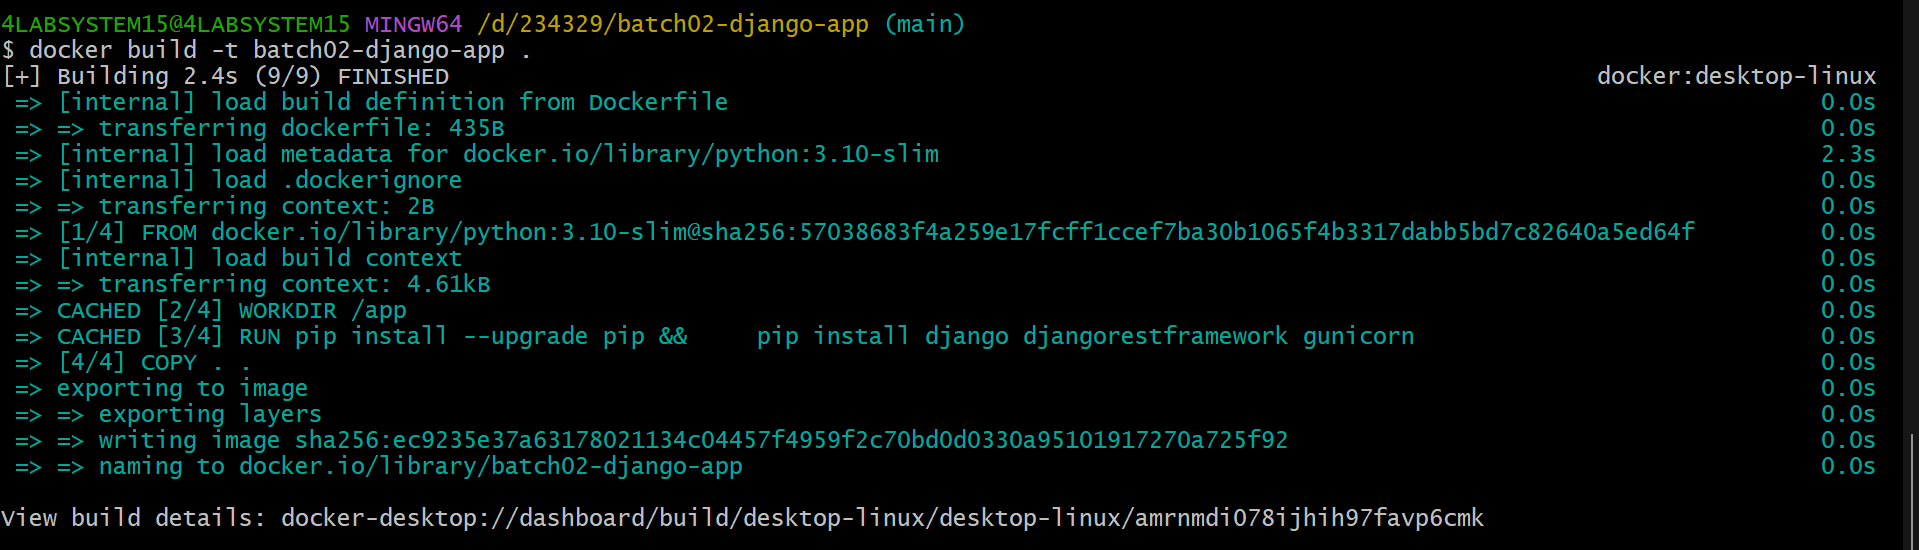 4LABSYSTEM15@4LABSYSTEM15 MINGW64 /d/234329/batch02-django-app (main)
$ docker build -t batch02-django-app .
[+] Building 2.4s (9/9) FINISHED docker:desktop-linux
=> [internal] load build definition from Dockerfile 0.0s
=> => transferring dockerfile: 435B 0.0s
=> [internal] load metadata for docker.io/library/python:3.10-slim 2.3s
=> [internal] load .dockerignore 0.0s
=> => transferring context: 2B 0.0s
=> [1/4] FROM docker.io/library/python:3.10-slim@sha256:57038683f4a259e17fcff1ccef7ba30b1065f4b3317dabb5bd7c82640a5ed64f 0.0s
=> [internal] load build context 0.0s
=> => transferring context: 4.61kB 0.0s
=> CACHED [2/4] WORKDIR /app 0.0s
=> CACHED [3/4] RUN pip install --upgrade pip &&     pip install django djangorestframework gunicorn 0.0s
=> [4/4] COPY . . 0.0s
=> exporting to image 0.0s
=> => exporting layers 0.0s
=> => writing image sha256:ec9235e37a63178021134c04457f4959f2c70bd0d0330a95101917270a725f92 0.0s
=> => naming to docker.io/library/batch02-django-app 0.0s
View build details: docker-desktop://dashboard/build/desktop-linux/desktop-linux/amrnmdi078ijhih97favp6cmk